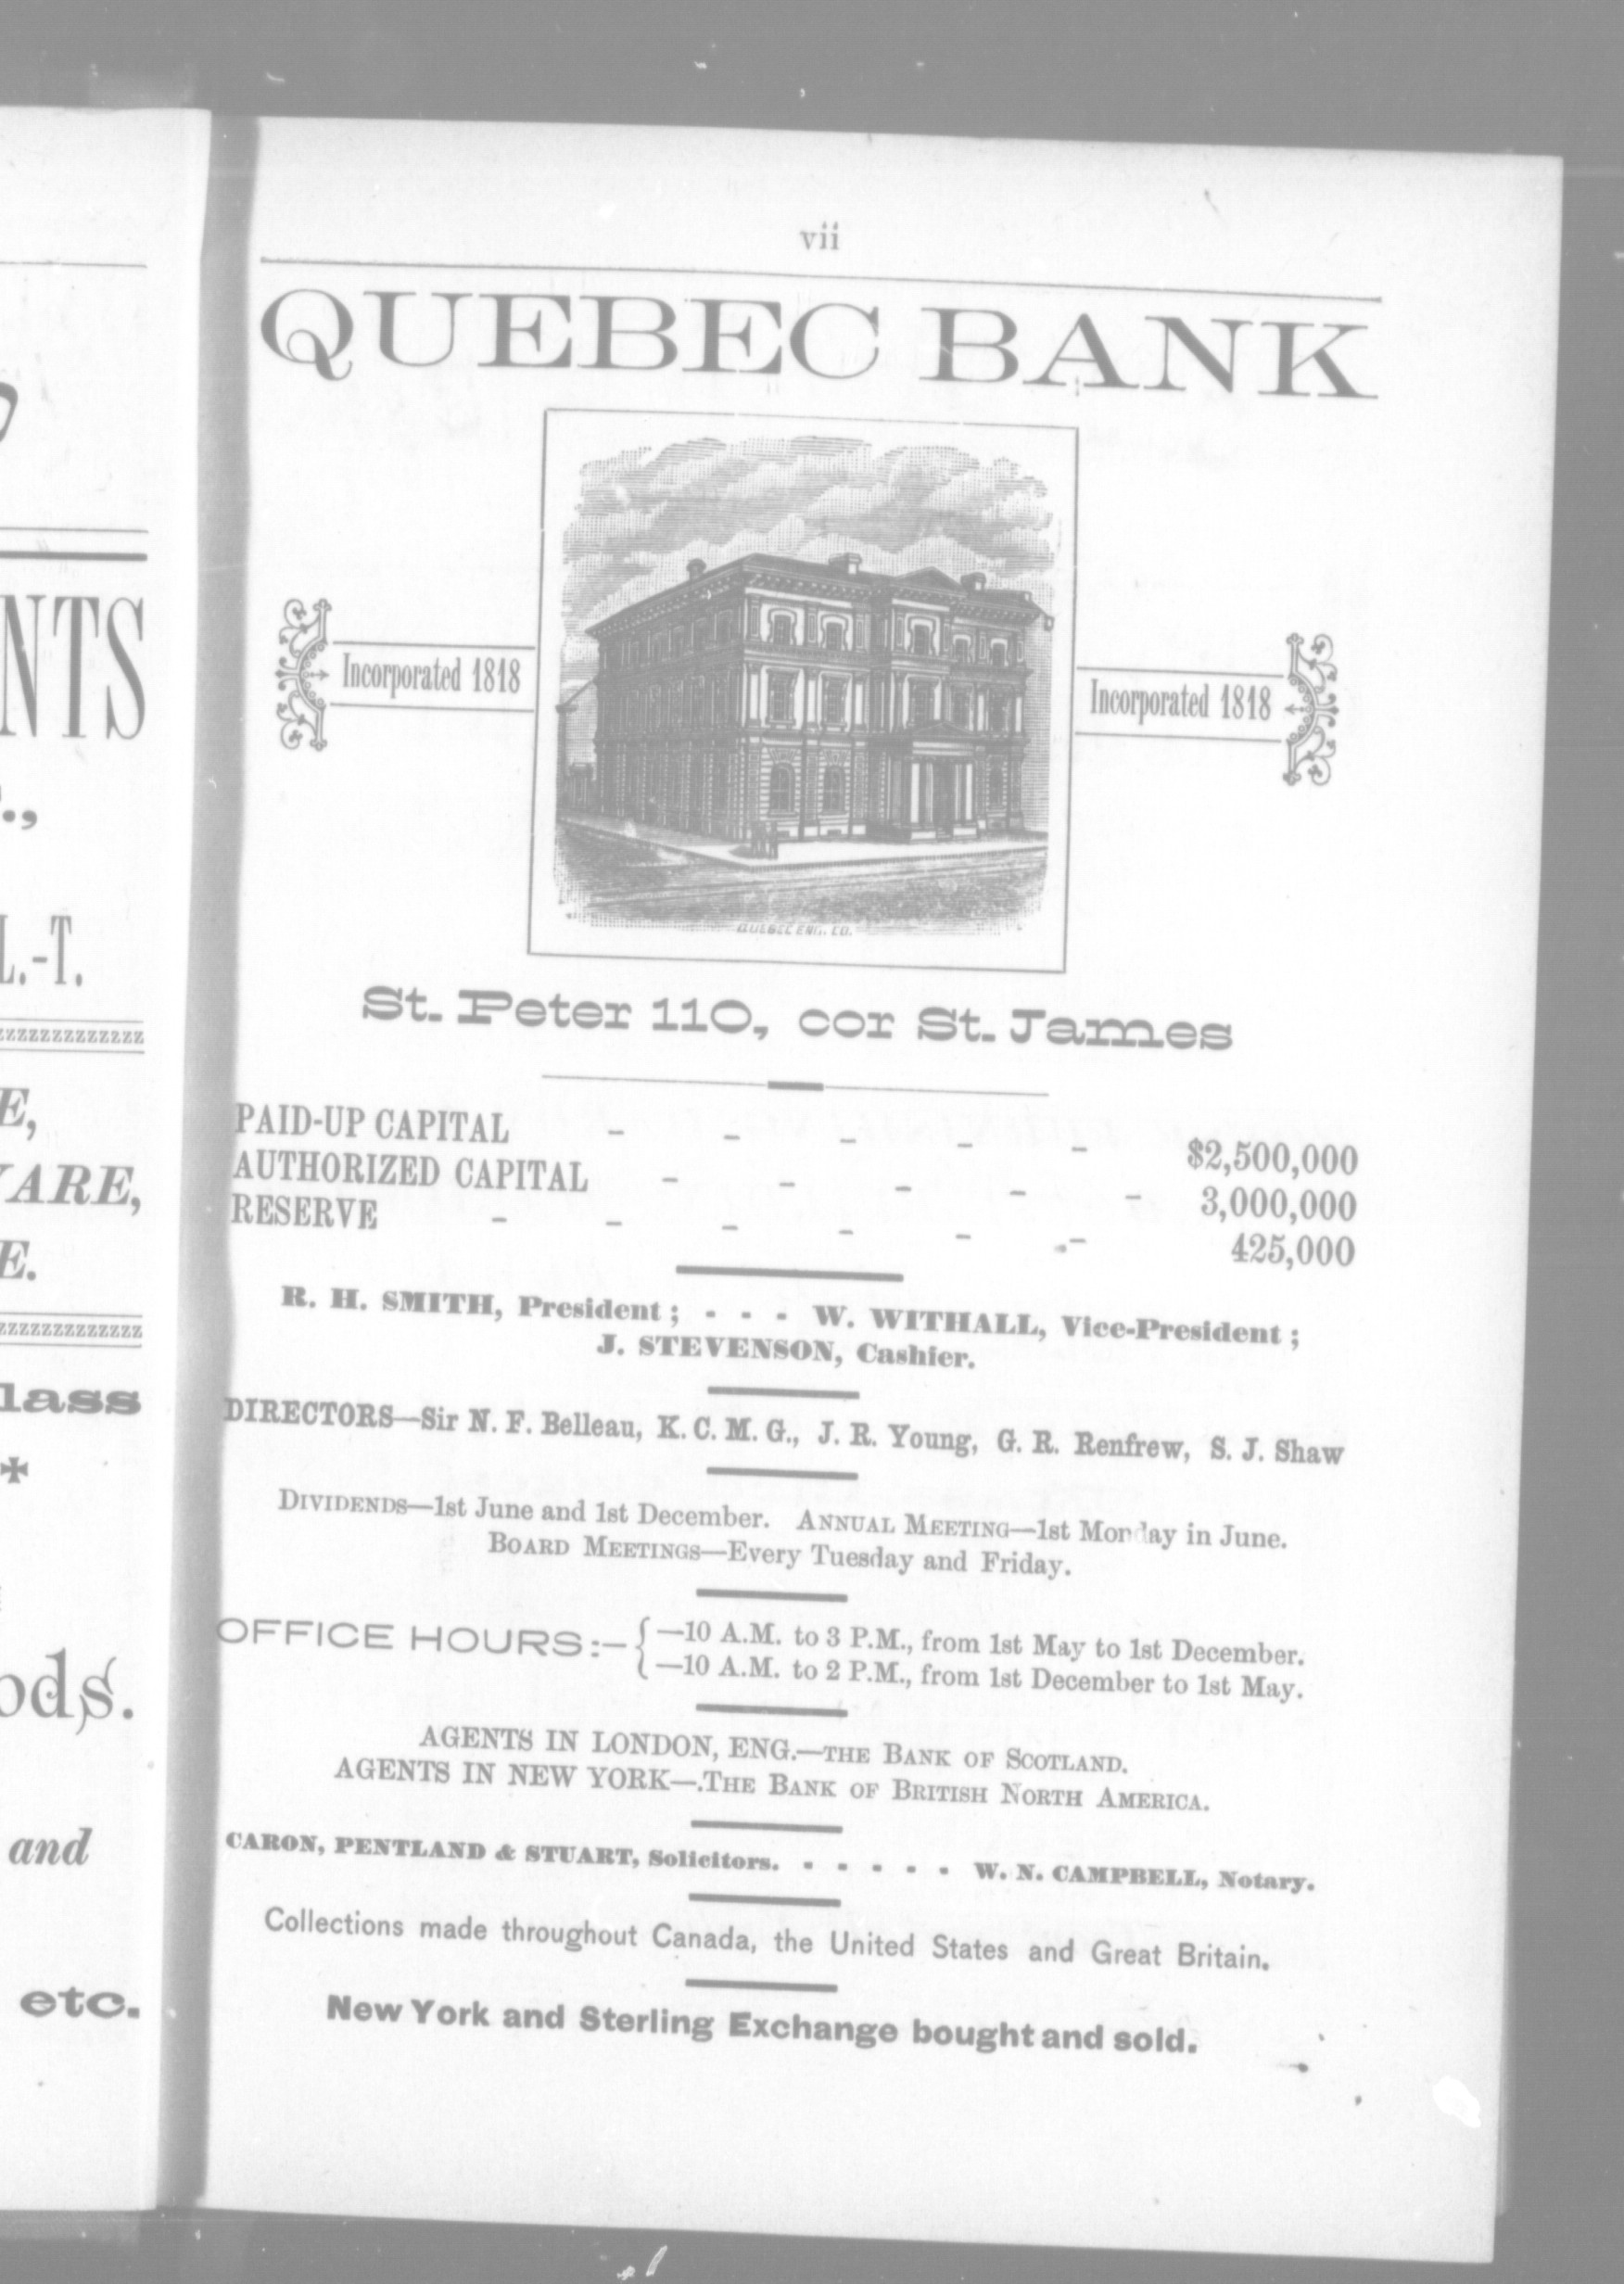 vii
QUEBEC BANK
Incorporated 1818
Incorporated 1818
QUEBEC ENG. CO.
St. Peter 110, cor St. James
PAID-UP CAPITAL - - - - - $2,500,000
AUTHORIZED CAPITAL - - - - - 3,000,000
RESERVE - - - - - - 425,000
R. H. SMITH, President ; - - - W. WITHALL, Vice-President ;
J. STEVENSON, Cashier.
DIRECTORS—Sir N. F. Belleau, K. C. M. G., J. R. Young, G. R. Renfrew, S. J. Shaw
DIVIDENDS—1st June and 1st December. ANNUAL MEETING—1st Monday in June.
BOARD MEETINGS—Every Tuesday and Friday.
OFFICE HOURS :— { —10 A.M. to 3 P.M., from 1st May to 1st December.
—10 A.M. to 2 P.M., from 1st December to 1st May.
AGENTS IN LONDON, ENG.—THE BANK OF SCOTLAND.
AGENTS IN NEW YORK—.THE BANK OF BRITISH NORTH AMERICA.
CARON, PENTLAND & STUART, Solicitors. - - - - - W. N. CAMPBELL, Notary.
Collections made throughout Canada, the United States and Great Britain.
New York and Sterling Exchange bought and sold.
NTS
L.-T.
E,
ARE,
E.
lass
ods.
and
etc.